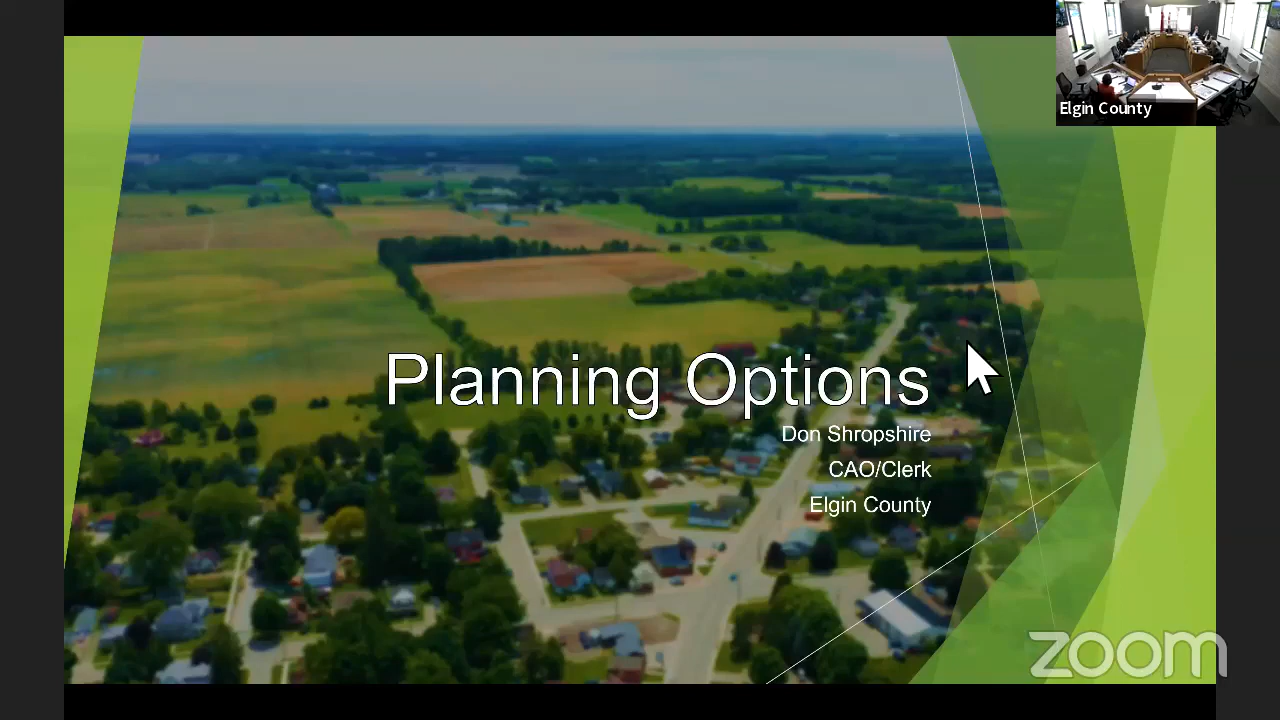 Elgin County
Planning Options
Don Shropshire
CAO/Clerk
Elgin County
zoom